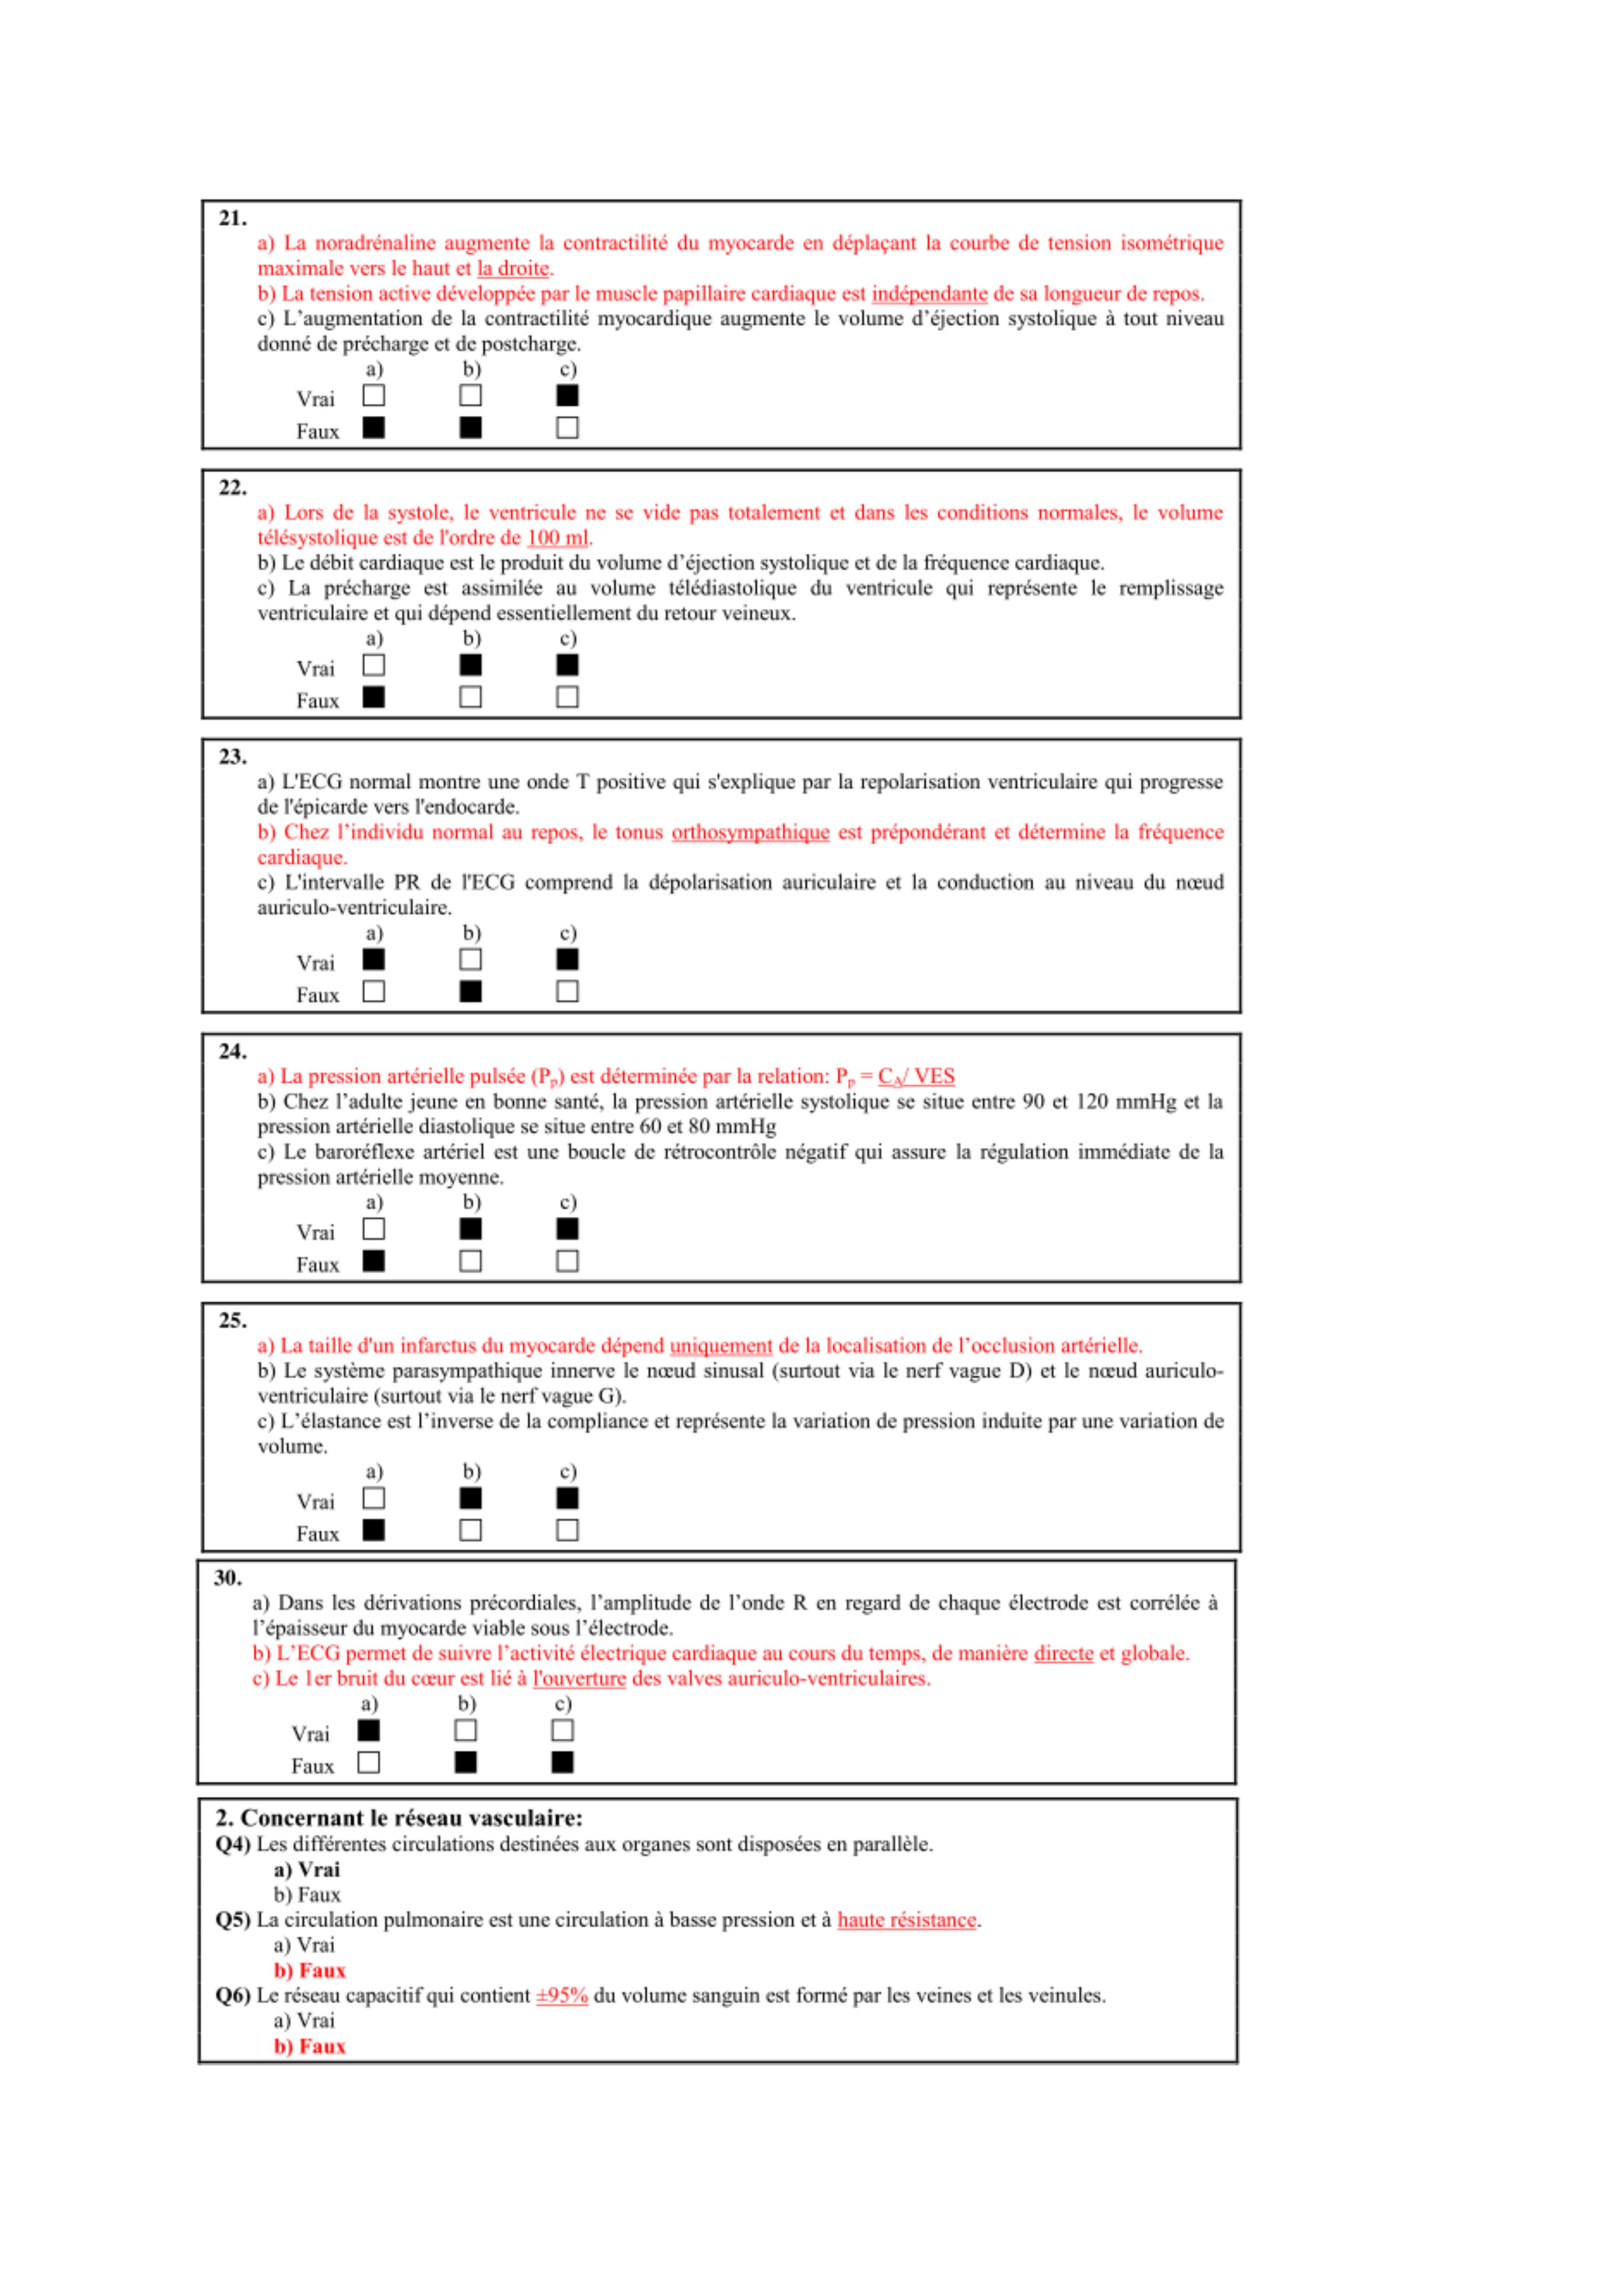 21.
a) La noradrénaline augmente la contractilité du myocarde en déplaçant la courbe de tension isométrique
maximale vers le haut et la droite.
b) La tension active développée par le muscle papillaire cardiaque est indépendante de sa longueur de repos.
c) L’augmentation de la contractilité myocardique augmente le volume d’éjection systolique à tout niveau
donné de précharge et de postcharge.
a) b) c)
Vrai
Faux
22.
a) Lors de la systole, le ventricule ne se vide pas totalement et dans les conditions normales, le volume
télésystolique est de l'ordre de 100 ml.
b) Le débit cardiaque est le produit du volume d’éjection systolique et de la fréquence cardiaque.
c) La précharge est assimilée au volume télédiastolique du ventricule qui représente le remplissage
ventriculaire et qui dépend essentiellement du retour veineux.
a) b) c)
Vrai
Faux
23.
a) L'ECG normal montre une onde T positive qui s'explique par la repolarisation ventriculaire qui progresse
de l'épicarde vers l'endocarde.
b) Chez l’individu normal au repos, le tonus orthosympathique est prépondérant et détermine la fréquence
cardiaque.
c) L'intervalle PR de l'ECG comprend la dépolarisation auriculaire et la conduction au niveau du nœud
auriculo-ventriculaire.
a) b) c)
Vrai
Faux
24.
a) La pression artérielle pulsée (Pp) est déterminée par la relation: Pp = CA/ VES
b) Chez l’adulte jeune en bonne santé, la pression artérielle systolique se situe entre 90 et 120 mmHg et la
pression artérielle diastolique se situe entre 60 et 80 mmHg
c) Le baroréflexe artériel est une boucle de rétrocontrôle négatif qui assure la régulation immédiate de la
pression artérielle moyenne.
a) b) c)
Vrai
Faux
25.
a) La taille d'un infarctus du myocarde dépend uniquement de la localisation de l’occlusion artérielle.
b) Le système parasympathique innerve le nœud sinusal (surtout via le nerf vague D) et le nœud auriculo-
ventriculaire (surtout via le nerf vague G).
c) L’élastance est l’inverse de la compliance et représente la variation de pression induite par une variation de
volume.
a) b) c)
Vrai
Faux
30.
a) Dans les dérivations précordiales, l’amplitude de l’onde R en regard de chaque électrode est corrélée à
l’épaisseur du myocarde viable sous l’électrode.
b) L’ECG permet de suivre l’activité électrique cardiaque au cours du temps, de manière directe et globale.
c) Le 1er bruit du cœur est lié à l'ouverture des valves auriculo-ventriculaires.
a) b) c)
Vrai
Faux
2. Concernant le réseau vasculaire:
Q4) Les différentes circulations destinées aux organes sont disposées en parallèle.
a) Vrai
b) Faux
Q5) La circulation pulmonaire est une circulation à basse pression et à haute résistance.
a) Vrai
b) Faux
Q6) Le réseau capacitif qui contient ±95% du volume sanguin est formé par les veines et les veinules.
a) Vrai
b) Faux